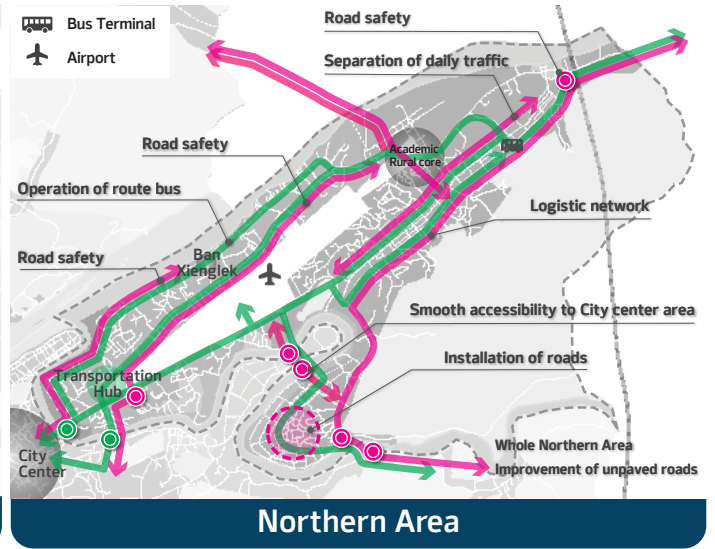 Bus Terminal
Airport
Road safety
Separation of daily traffic
Road safety
Academic
Rural core
Operation of route bus
Logistic network
Road safety
Ban
Xienglek
Smooth accessibility to City center area
Installation of roads
Transportation
Hub
City
Center
Whole Northern Area
Improvement of unpaved roads
Northern Area